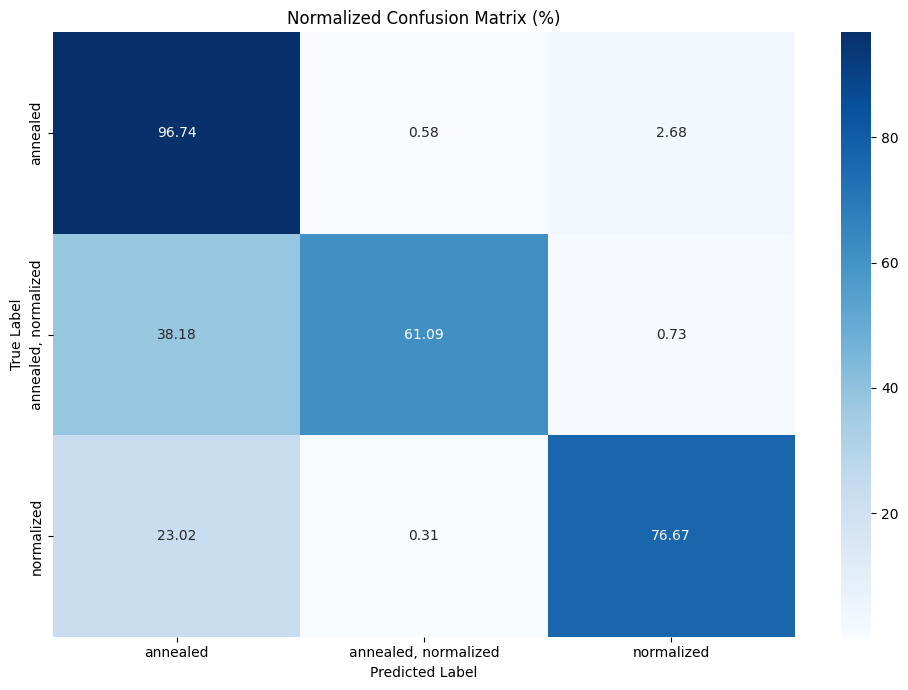 Normalized Confusion Matrix (%)
True Label
annealed
annealed, normalized
normalized
96.74 0.58 2.68
38.18 61.09 0.73
23.02 0.31 76.67
annealed annealed, normalized normalized
Predicted Label
80
60
40
20